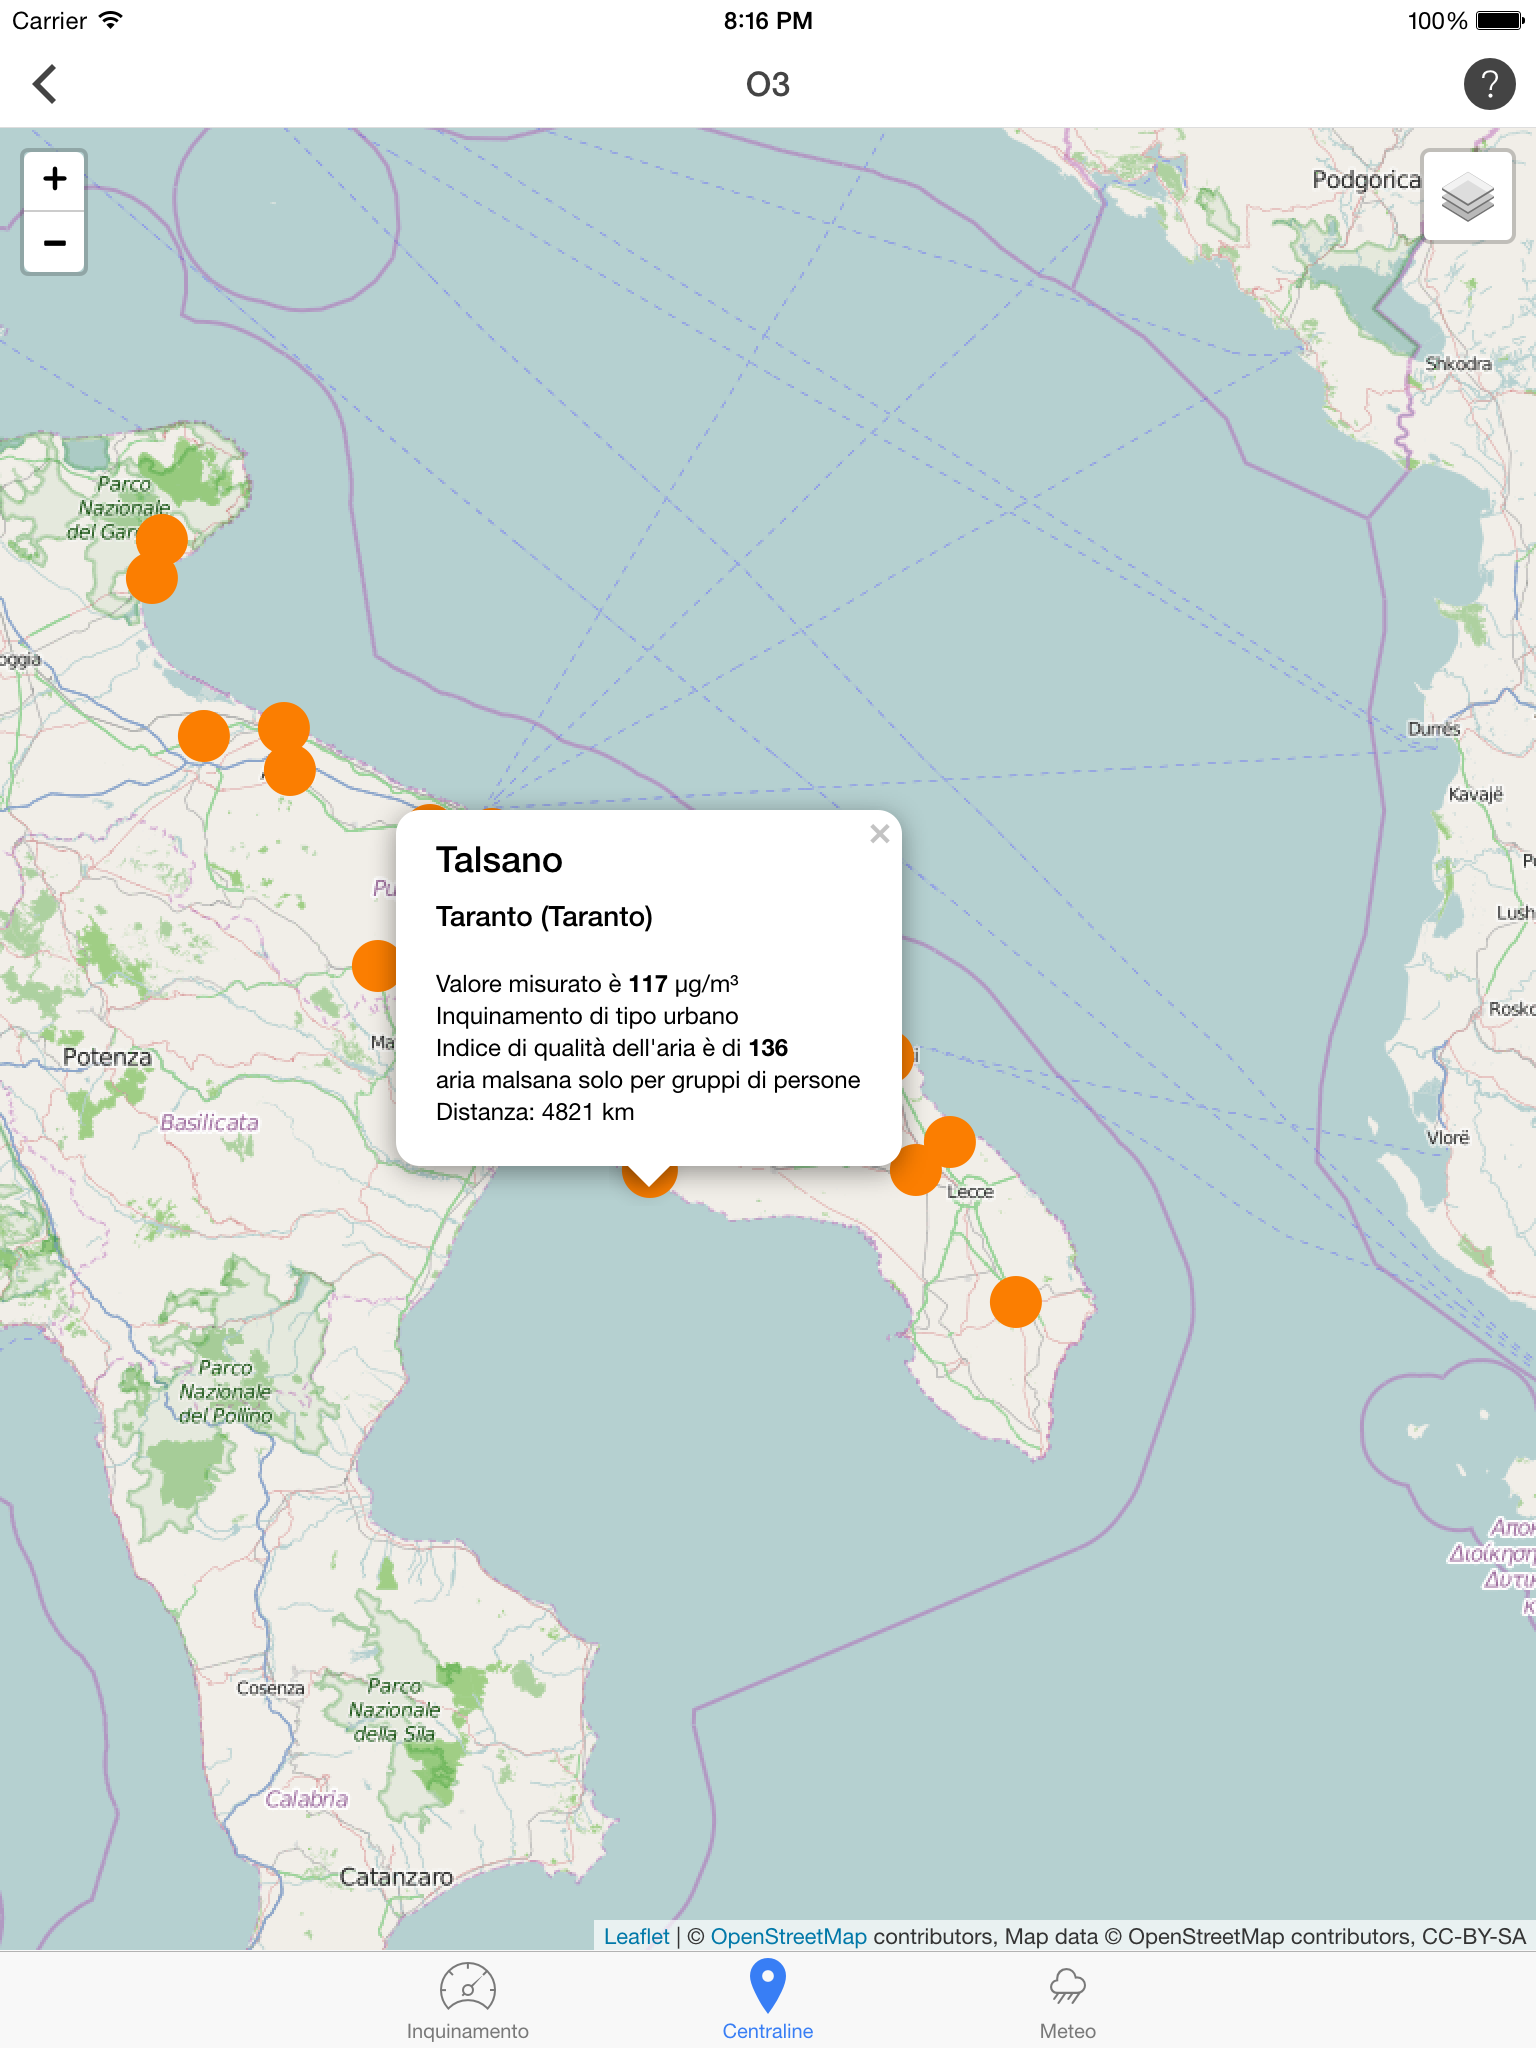 Carrier
8:16 PM
100%
O3
?
+
−
Podgorica
Shkodra
Parco
Nazionale
del Gar
oggia
Durrës
Kavajë
Lush
Talsano
×
Taranto (Taranto)
Valore misurato è 117 µg/m³
Inquinamento di tipo urbano
Indice di qualità dell'aria è di 136
aria malsana solo per gruppi di persone
Distanza: 4821 km
Pu
Ma
Potenza
Basilicata
Rosko
Vlorë
Lecce
Parco
Nazionale
del Pollino
Αποκ
Διοίκηση
Δυτικ
Cosenza
Parco
Nazionale
della Sila
Calabria
Catanzaro
Leaflet | © OpenStreetMap contributors, Map data © OpenStreetMap contributors, CC-BY-SA
Inquinamento
Centraline
Meteo